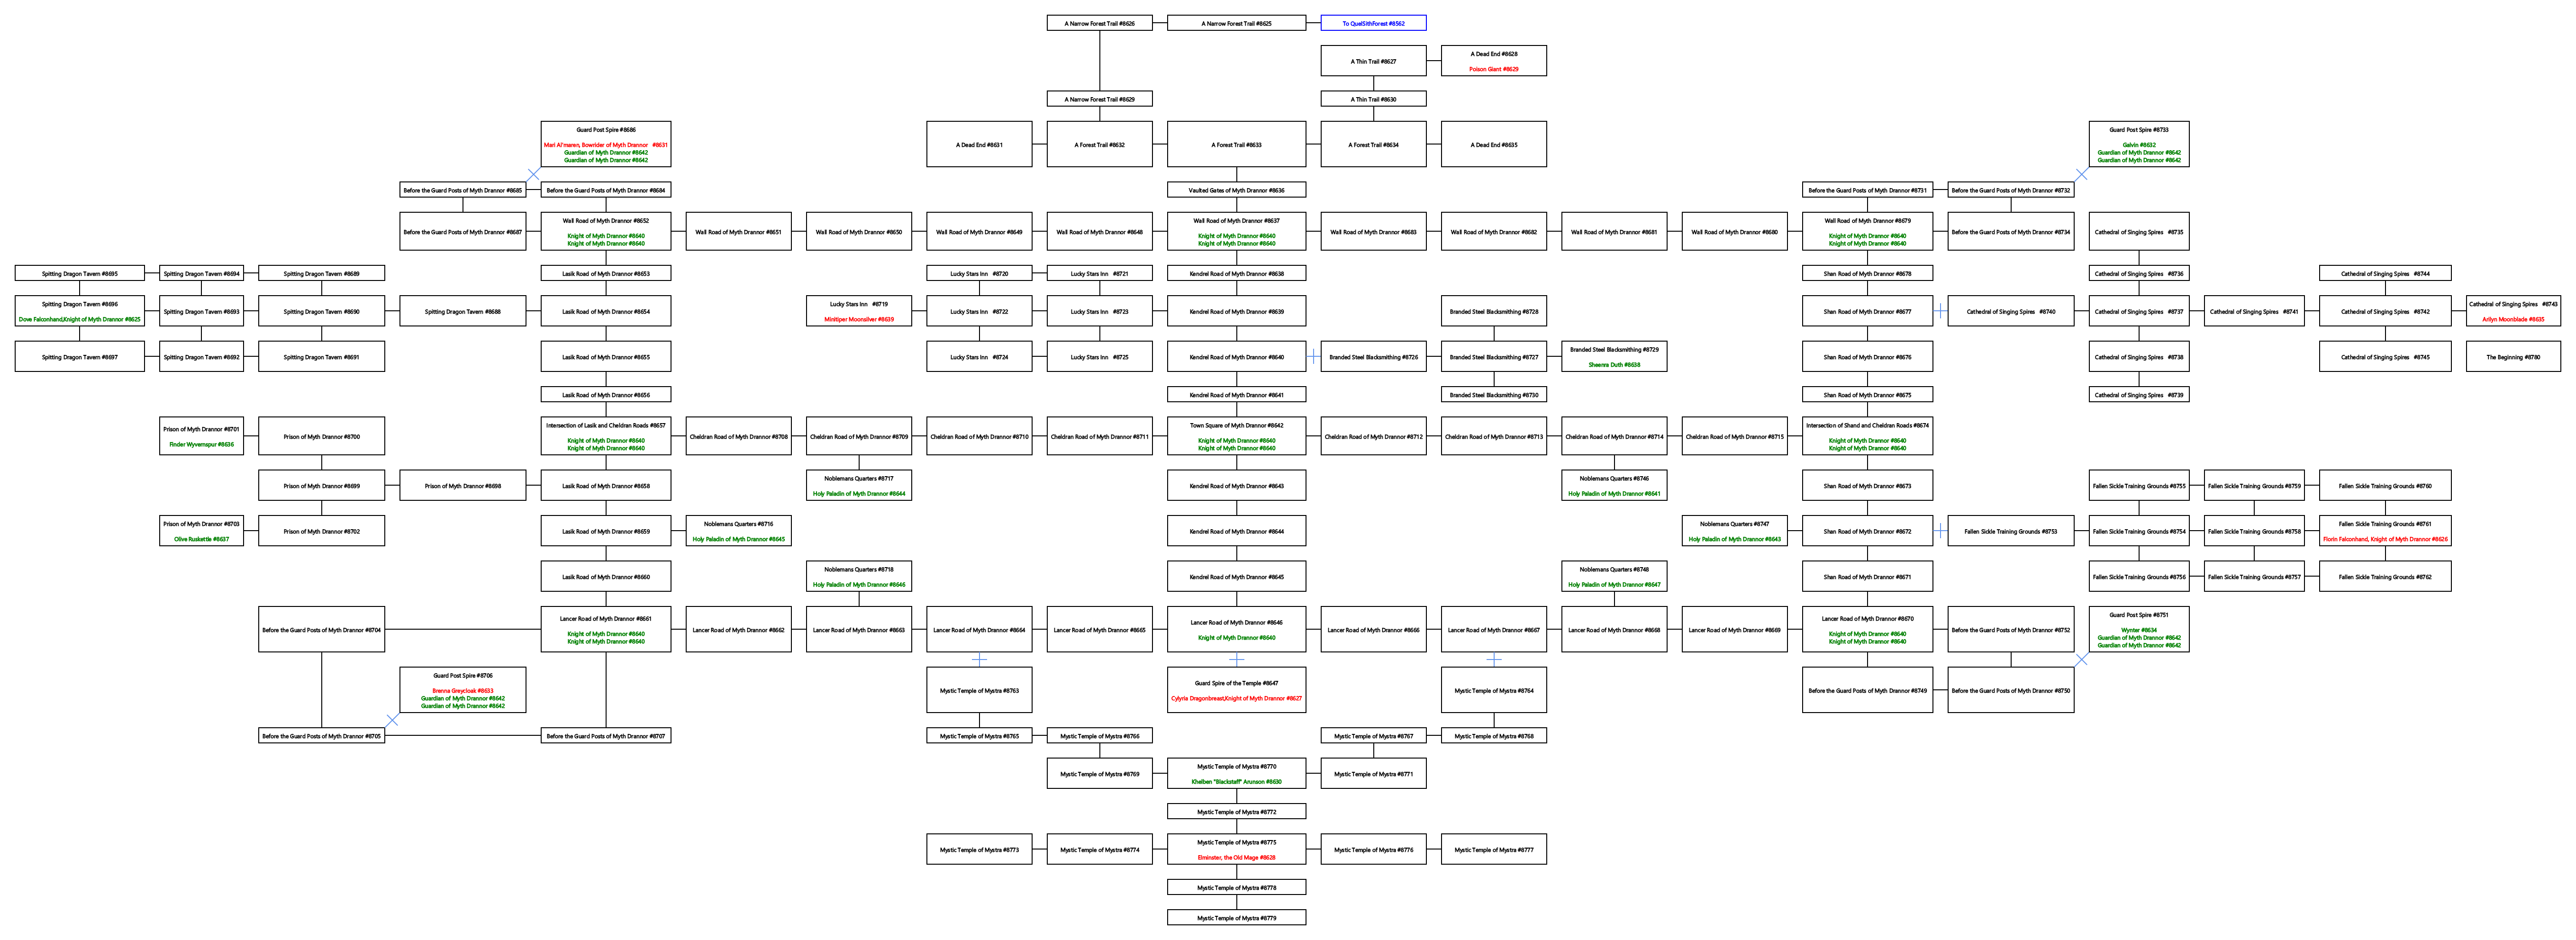 A Narrow Forest Trail #8626
A Narrow Forest Trail #8625
To QuelSithForest #8562
A Thin Trail #8627
A Dead End #8628
Poison Giant #8629
A Narrow Forest Trail #8629
A Thin Trail #8630
Guard Post Spire #8686
Mari Al'maren, Bowrider of Myth Drannor #8631
Guardian of Myth Drannor #8642
Guardian of Myth Drannor #8642
A Dead End #8631
A Forest Trail #8632
A Forest Trail #8633
A Forest Trail #8634
A Dead End #8635
Guard Post Spire #8733
Galvin #8632
Guardian of Myth Drannor #8642
Guardian of Myth Drannor #8642
Before the Guard Posts of Myth Drannor #8685
Before the Guard Posts of Myth Drannor #8684
Vaulted Gates of Myth Drannor #8636
Before the Guard Posts of Myth Drannor #8731
Before the Guard Posts of Myth Drannor #8732
Before the Guard Posts of Myth Drannor #8687
Wall Road of Myth Drannor #8652
Knight of Myth Drannor #8640
Knight of Myth Drannor #8640
Wall Road of Myth Drannor #8651
Wall Road of Myth Drannor #8650
Wall Road of Myth Drannor #8649
Wall Road of Myth Drannor #8648
Wall Road of Myth Drannor #8637
Knight of Myth Drannor #8640
Knight of Myth Drannor #8640
Wall Road of Myth Drannor #8683
Wall Road of Myth Drannor #8682
Wall Road of Myth Drannor #8681
Wall Road of Myth Drannor #8680
Wall Road of Myth Drannor #8679
Knight of Myth Drannor #8640
Knight of Myth Drannor #8640
Before the Guard Posts of Myth Drannor #8734
Cathedral of Singing Spires #8735
Spitting Dragon Tavern #8695
Spitting Dragon Tavern #8694
Spitting Dragon Tavern #8689
Lasik Road of Myth Drannor #8653
Lucky Stars Inn #8720
Lucky Stars Inn #8721
Kendrel Road of Myth Drannor #8638
Shan Road of Myth Drannor #8678
Cathedral of Singing Spires #8736
Cathedral of Singing Spires #8744
Spitting Dragon Tavern #8696
Dove Falconhand,Knight of Myth Drannor #8625
Spitting Dragon Tavern #8693
Spitting Dragon Tavern #8690
Spitting Dragon Tavern #8688
Lasik Road of Myth Drannor #8654
Lucky Stars Inn #8719
Minitiper Moonsilver #8639
Lucky Stars Inn #8722
Lucky Stars Inn #8723
Kendrel Road of Myth Drannor #8639
Branded Steel Blacksmithing #8728
Shan Road of Myth Drannor #8677
Cathedral of Singing Spires #8740
Cathedral of Singing Spires #8737
Cathedral of Singing Spires #8741
Cathedral of Singing Spires #8742
Cathedral of Singing Spires #8743
Arilyn Moonblade #8635
Spitting Dragon Tavern #8697
Spitting Dragon Tavern #8692
Spitting Dragon Tavern #8691
Lasik Road of Myth Drannor #8655
Lucky Stars Inn #8724
Lucky Stars Inn #8725
Kendrel Road of Myth Drannor #8640
Branded Steel Blacksmithing #8726
Branded Steel Blacksmithing #8727
Branded Steel Blacksmithing #8729
Sheenra Duth #8638
Shan Road of Myth Drannor #8676
Cathedral of Singing Spires #8738
Cathedral of Singing Spires #8745
The Beginning #8780
Lasik Road of Myth Drannor #8656
Kendrel Road of Myth Drannor #8641
Branded Steel Blacksmithing #8730
Shan Road of Myth Drannor #8675
Cathedral of Singing Spires #8739
Prison of Myth Drannor #8701
Finder Wyvernspur #8636
Prison of Myth Drannor #8700
Intersection of Lasik and Cheldran Roads #8657
Knight of Myth Drannor #8640
Knight of Myth Drannor #8640
Cheldran Road of Myth Drannor #8708
Cheldran Road of Myth Drannor #8709
Cheldran Road of Myth Drannor #8710
Cheldran Road of Myth Drannor #8711
Town Square of Myth Drannor #8642
Knight of Myth Drannor #8640
Knight of Myth Drannor #8640
Cheldran Road of Myth Drannor #8712
Cheldran Road of Myth Drannor #8713
Cheldran Road of Myth Drannor #8714
Cheldran Road of Myth Drannor #8715
Intersection of Shand and Cheldran Roads #8674
Knight of Myth Drannor #8640
Knight of Myth Drannor #8640
Prison of Myth Drannor #8699
Prison of Myth Drannor #8698
Lasik Road of Myth Drannor #8658
Noblemans Quarters #8717
Holy Paladin of Myth Drannor #8644
Kendrel Road of Myth Drannor #8643
Noblemans Quarters #8746
Holy Paladin of Myth Drannor #8641
Shan Road of Myth Drannor #8673
Fallen Sickle Training Grounds #8755
Fallen Sickle Training Grounds #8759
Fallen Sickle Training Grounds #8760
Prison of Myth Drannor #8703
Olive Ruskettle #8637
Prison of Myth Drannor #8702
Lasik Road of Myth Drannor #8659
Noblemans Quarters #8716
Holy Paladin of Myth Drannor #8645
Kendrel Road of Myth Drannor #8644
Noblemans Quarters #8747
Holy Paladin of Myth Drannor #8643
Shan Road of Myth Drannor #8672
Fallen Sickle Training Grounds #8753
Fallen Sickle Training Grounds #8754
Fallen Sickle Training Grounds #8758
Fallen Sickle Training Grounds #8761
Florin Falconhand, Knight of Myth Drannor #8626
Lasik Road of Myth Drannor #8660
Noblemans Quarters #8718
Holy Paladin of Myth Drannor #8646
Kendrel Road of Myth Drannor #8645
Noblemans Quarters #8748
Holy Paladin of Myth Drannor #8647
Shan Road of Myth Drannor #8671
Fallen Sickle Training Grounds #8756
Fallen Sickle Training Grounds #8757
Fallen Sickle Training Grounds #8762
Before the Guard Posts of Myth Drannor #8704
Lancer Road of Myth Drannor #8661
Knight of Myth Drannor #8640
Knight of Myth Drannor #8640
Lancer Road of Myth Drannor #8662
Lancer Road of Myth Drannor #8663
Lancer Road of Myth Drannor #8664
Lancer Road of Myth Drannor #8665
Lancer Road of Myth Drannor #8646
Knight of Myth Drannor #8640
Lancer Road of Myth Drannor #8666
Lancer Road of Myth Drannor #8667
Lancer Road of Myth Drannor #8668
Lancer Road of Myth Drannor #8669
Lancer Road of Myth Drannor #8670
Knight of Myth Drannor #8640
Knight of Myth Drannor #8640
Before the Guard Posts of Myth Drannor #8752
Guard Post Spire #8751
Wynter #8634
Guardian of Myth Drannor #8642
Guardian of Myth Drannor #8642
Guard Post Spire #8706
Brenna Greycloak #8633
Guardian of Myth Drannor #8642
Guardian of Myth Drannor #8642
Mystic Temple of Mystra #8763
Guard Spire of the Temple #8647
Cylyria Dragonbreast,Knight of Myth Drannor #8627
Mystic Temple of Mystra #8764
Before the Guard Posts of Myth Drannor #8749
Before the Guard Posts of Myth Drannor #8750
Before the Guard Posts of Myth Drannor #8705
Before the Guard Posts of Myth Drannor #8707
Mystic Temple of Mystra #8765
Mystic Temple of Mystra #8766
Mystic Temple of Mystra #8767
Mystic Temple of Mystra #8768
Mystic Temple of Mystra #8769
Mystic Temple of Mystra #8770
Khelben "Blackstaff" Arunson #8630
Mystic Temple of Mystra #8771
Mystic Temple of Mystra #8772
Mystic Temple of Mystra #8773
Mystic Temple of Mystra #8774
Mystic Temple of Mystra #8775
Elminster, the Old Mage #8628
Mystic Temple of Mystra #8776
Mystic Temple of Mystra #8777
Mystic Temple of Mystra #8778
Mystic Temple of Mystra #8779